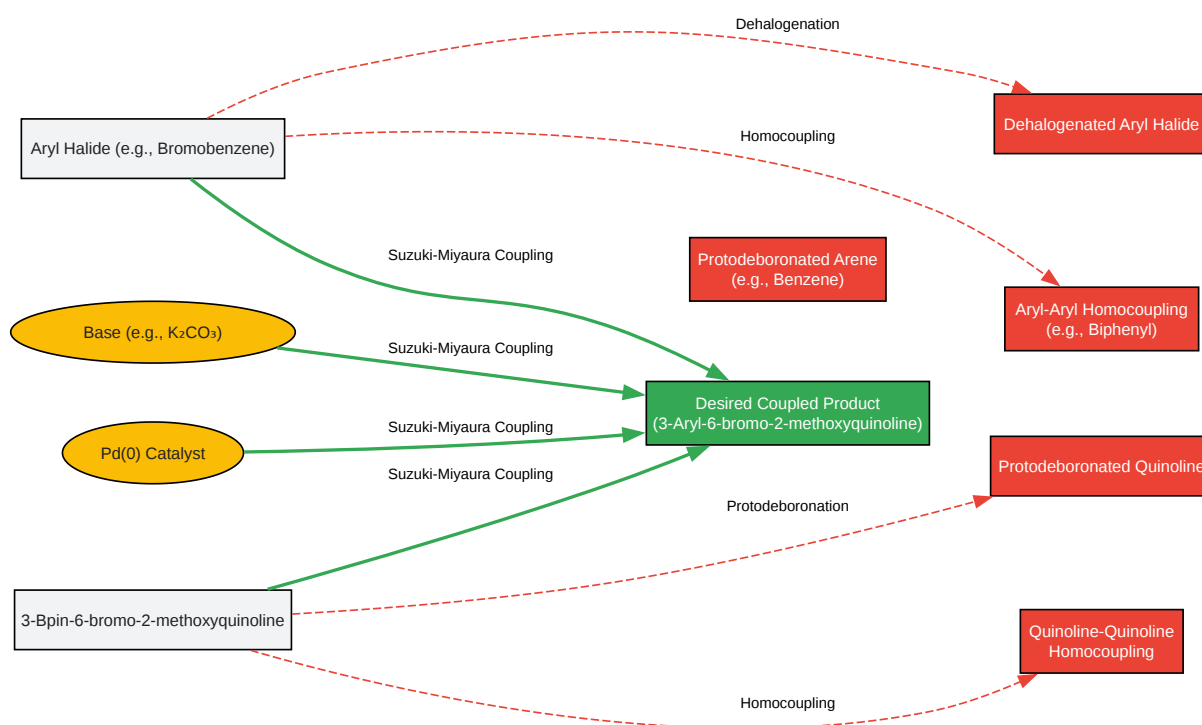 Dehalogenation
Dehalogenated Aryl Halide
Aryl Halide (e.g., Bromobenzene)
Homocoupling
Suzuki-Miyaura Coupling
Protodeboronated Arene
(e.g., Benzene)
Aryl-Aryl Homocoupling
(e.g., Biphenyl)
Base (e.g., K₂CO₃)
Suzuki-Miyaura Coupling
Desired Coupled Product
(3-Aryl-6-bromo-2-methoxyquinoline)
Suzuki-Miyaura Coupling
Pd(0) Catalyst
Suzuki-Miyaura Coupling
Protodeboronated Quinoline
Protodeboronation
3-Bpin-6-bromo-2-methoxyquinoline
Quinoline-Quinoline
Homocoupling
Homocoupling